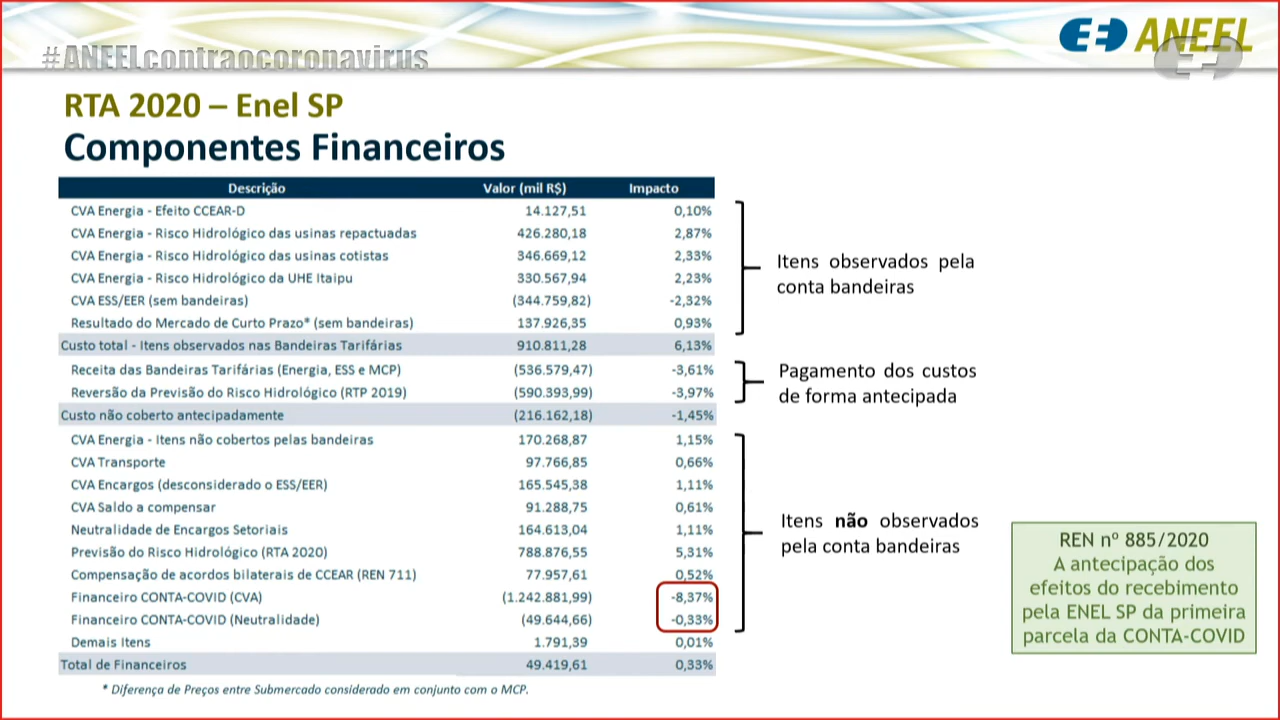 #ANEELcontraocoronavirus
ANEEL
RTA 2020 – Enel SP
Componentes Financeiros
Descrição Valor (mil R$) Impacto
CVA Energia - Efeito CCEAR-D 14.127,51 0,10%
CVA Energia - Risco Hidrológico das usinas repactuadas 426.280,18 2,87%
CVA Energia - Risco Hidrológico das usinas cotistas 346.669,12 2,33%
CVA Energia - Risco Hidrológico da UHE Itaipu 330.567,94 2,23%
CVA ESS/EER (sem bandeiras) (344.759,82) -2,32%
Resultado do Mercado de Curto Prazo* (sem bandeiras) 137.926,35 0,93%
Custo total - Itens observados nas Bandeiras Tarifárias 910.811,28 6,13%
Receita das Bandeiras Tarifárias (Energia, ESS e MCP) (536.579,47) -3,61%
Reversão da Previsão do Risco Hidrológico (RTP 2019) (590.393,99) -3,97%
Custo não coberto antecipadamente (216.162,18) -1,45%
CVA Energia - Itens não cobertos pelas bandeiras 170.268,87 1,15%
CVA Transporte 97.766,85 0,66%
CVA Encargos (desconsiderado o ESS/EER) 165.545,38 1,11%
CVA Saldo a compensar 91.288,75 0,61%
Neutralidade de Encargos Setoriais 164.613,04 1,11%
Previsão do Risco Hidrológico (RTA 2020) 788.876,55 5,31%
Compensação de acordos bilaterais de CCEAR (REN 711) 77.957,61 0,52%
Financeiro CONTA-COVID (CVA) (1.242.881,99) -8,37%
Financeiro CONTA-COVID (Neutralidade) (49.644,66) -0,33%
Demais Itens 1.791,39 0,01%
Total de Financeiros 49.419,61 0,33%
* Diferença de Preços entre Submercado considerado em conjunto com o MCP.
Itens observados pela
conta bandeiras
Pagamento dos custos
de forma antecipada
Itens não observados
pela conta bandeiras
REN nº 885/2020
A antecipação dos
efeitos do recebimento
pela ENEL SP da primeira
parcela da CONTA-COVID